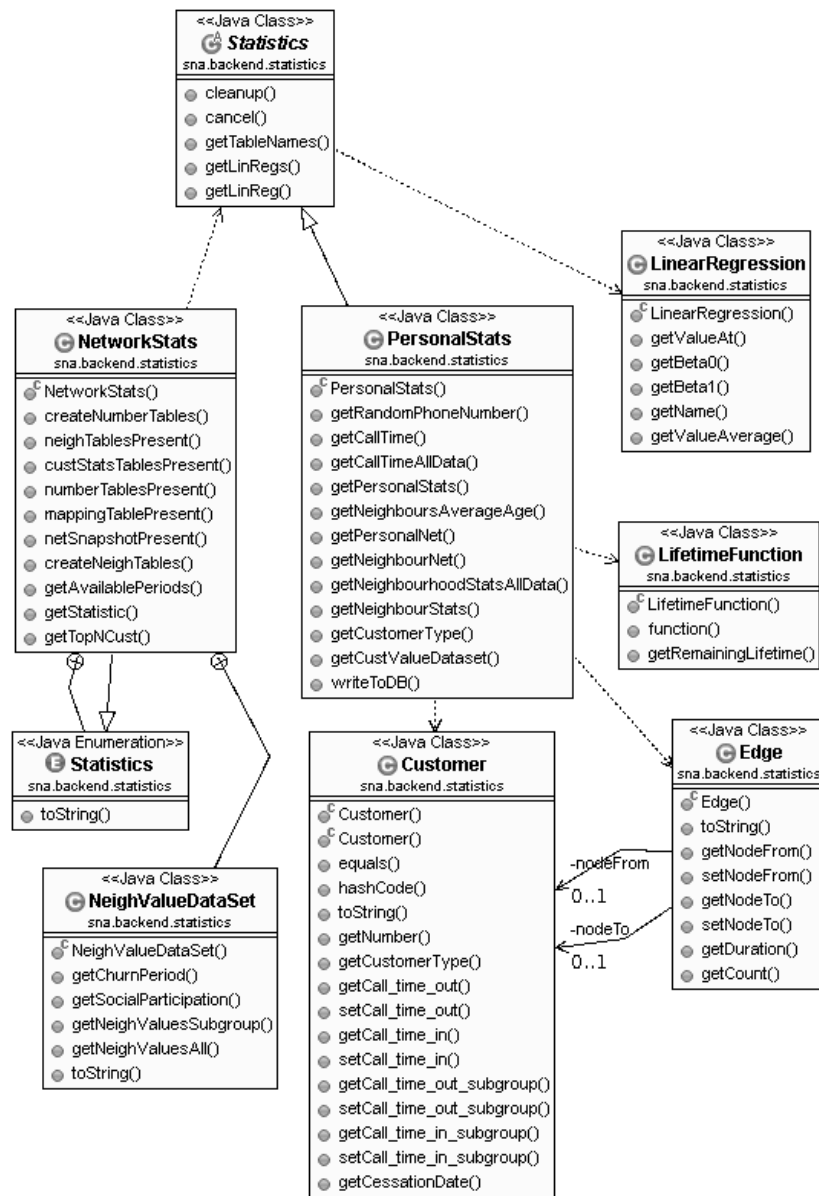 <<Java Class>>
Statistics
sna.backend.statistics
cleanup()
cancel()
getTableNames()
getLinRegs()
getLinReg()
<<Java Class>>
LinearRegression
sna.backend.statistics
LinearRegression()
getValueAt()
getBeta0()
getBeta1()
getName()
getValueAverage()
<<Java Class>>
NetworkStats
sna.backend.statistics
NetworkStats()
createNumberTables()
neighTablesPresent()
custStatsTablesPresent()
numberTablesPresent()
mappingTablePresent()
netSnapshotPresent()
createNeighTables()
getAvailablePeriods()
getStatistic()
getTopNCust()
<<Java Class>>
PersonalStats
sna.backend.statistics
PersonalStats()
getRandomPhoneNumber()
getCallTime()
getCallTimeAllData()
getPersonalStats()
getNeighboursAverageAge()
getPersonalNet()
getNeighbourNet()
getNeighbourhoodStatsAllData()
getNeighbourStats()
getCustomerType()
getCustValueDataset()
writeToDB()
<<Java Class>>
LifetimeFunction
sna.backend.statistics
LifetimeFunction()
function()
getRemainingLifetime()
<<Java Enumeration>>
Statistics
sna.backend.statistics
toString()
<<Java Class>>
NeighValueDataSet
sna.backend.statistics
NeighValueDataSet()
getChurnPeriod()
getSocialParticipation()
getNeighValuesSubgroup()
getNeighValuesAll()
toString()
<<Java Class>>
Customer
sna.backend.statistics
Customer()
Customer()
equals()
hashCode()
toString()
getNumber()
getCustomerType()
getCall_time_out()
setCall_time_out()
getCall_time_in()
setCall_time_in()
getCall_time_out_subgroup()
setCall_time_out_subgroup()
getCall_time_in_subgroup()
setCall_time_in_subgroup()
getCessationDate()
-nodeFrom
0..1
-nodeTo
0..1
<<Java Class>>
Edge
sna.backend.statistics
Edge()
toString()
getNodeFrom()
setNodeFrom()
getNodeTo()
setNodeTo()
getDuration()
getCount()